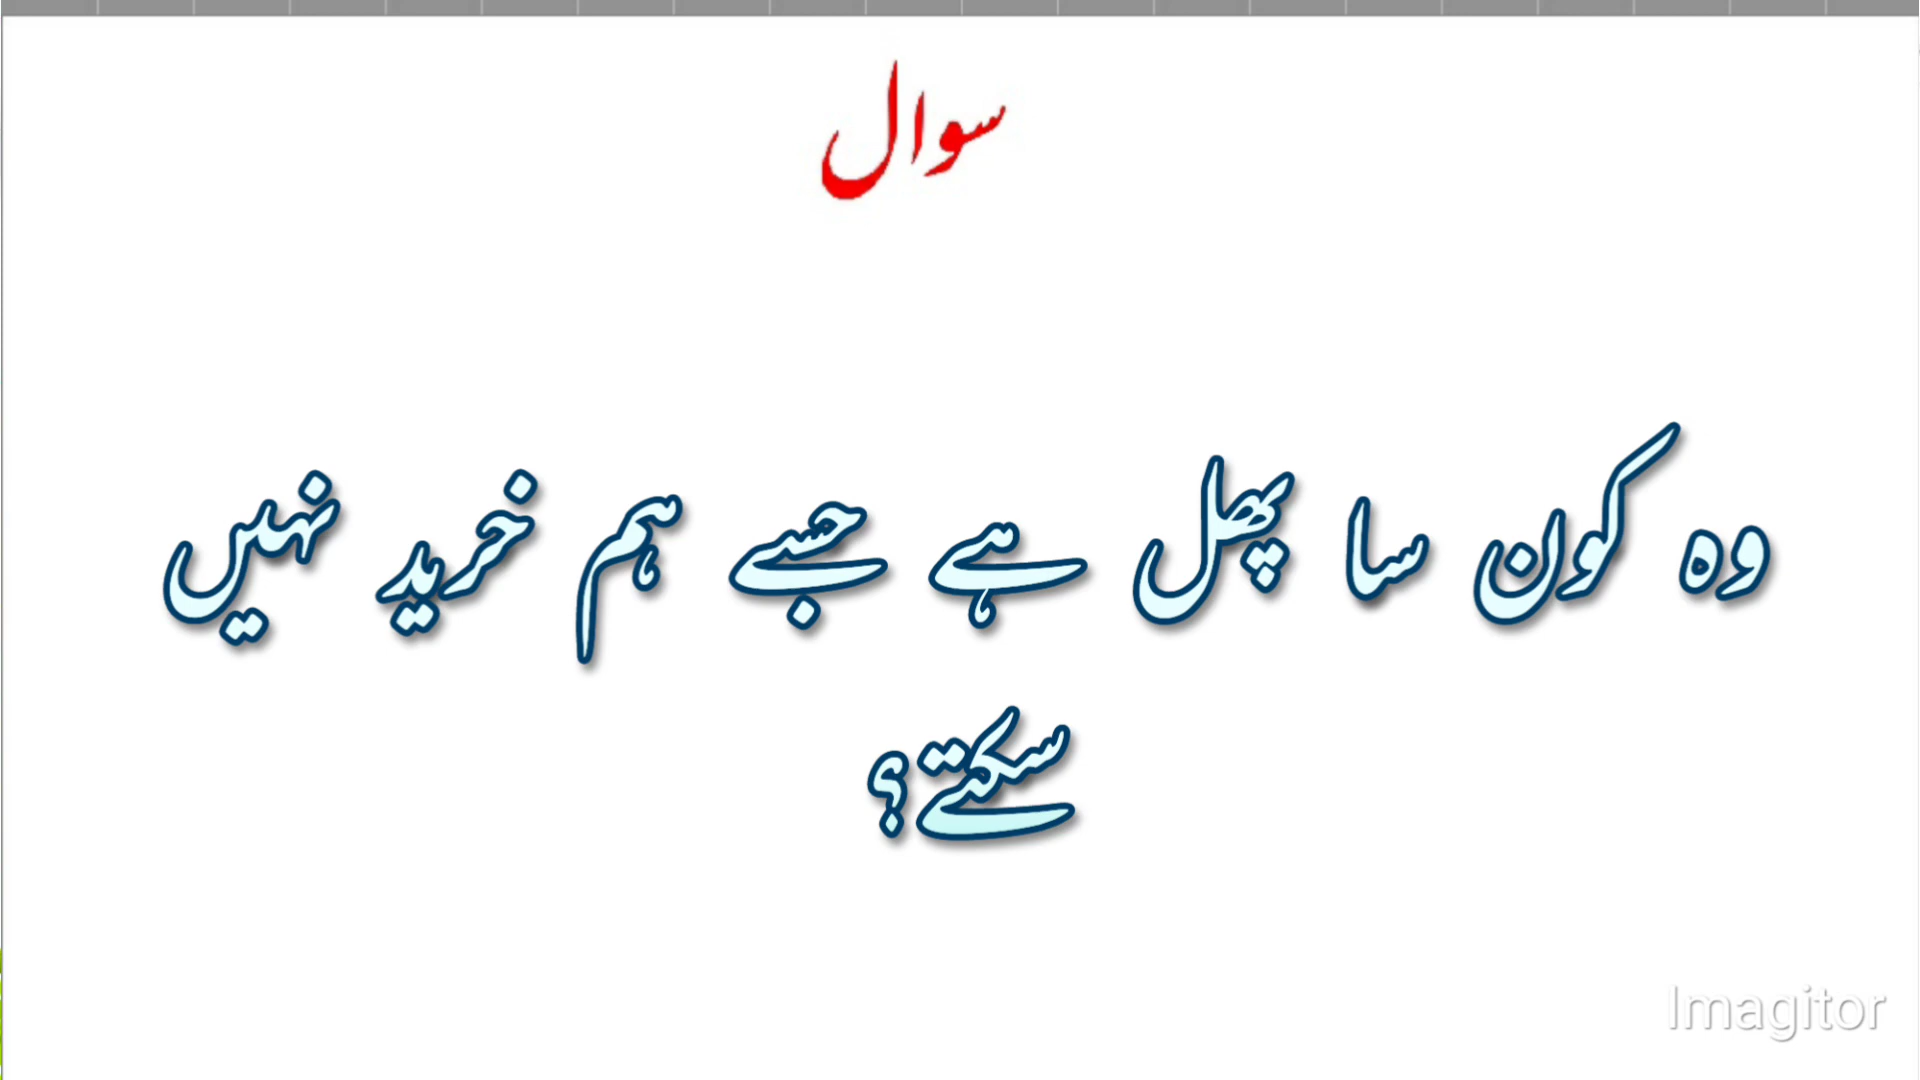 سوال
وہ کون سا پھل ہے جسے ہم خرید نہیں
سکتے؟
Imagitor